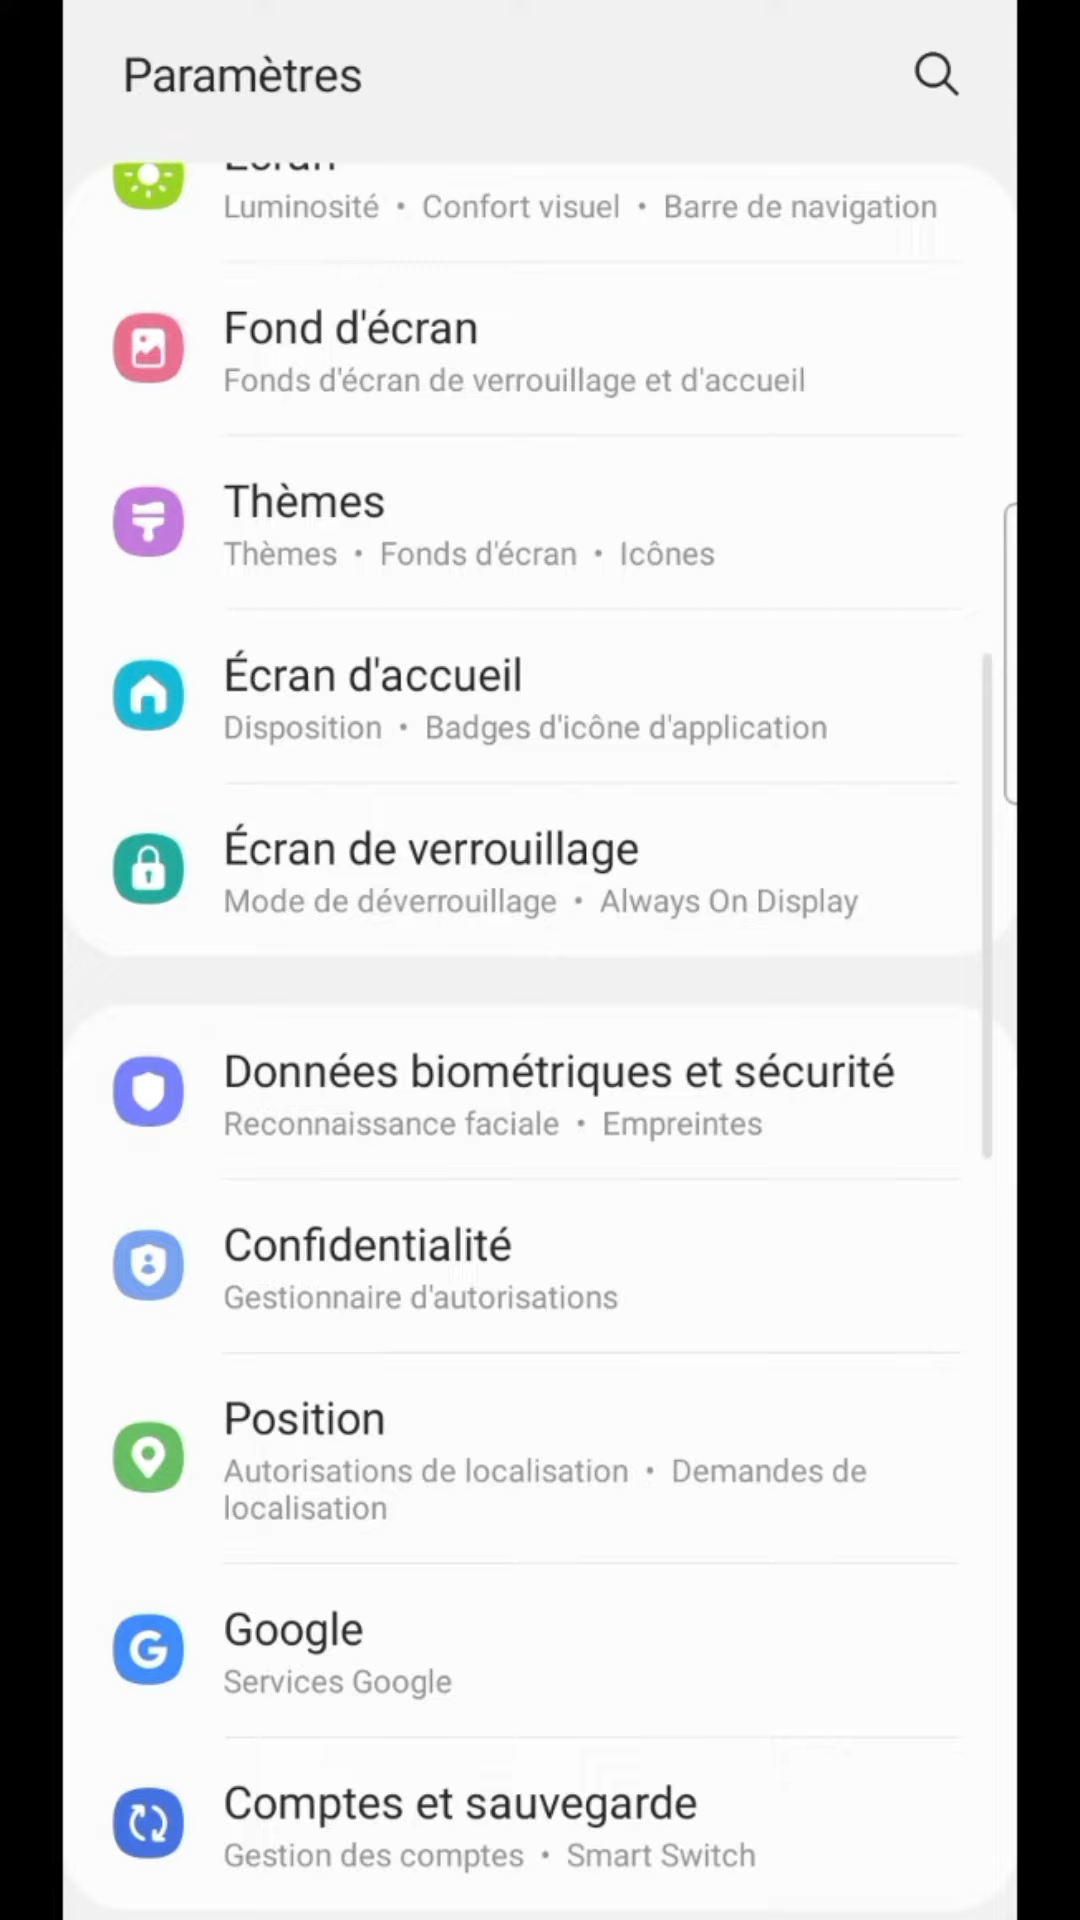 Paramètres
Écran
Luminosité • Confort visuel • Barre de navigation
Fond d'écran
Fonds d'écran de verrouillage et d'accueil
Thèmes
Thèmes • Fonds d'écran • Icônes
Écran d'accueil
Disposition • Badges d'icône d'application
Écran de verrouillage
Mode de déverrouillage • Always On Display
Données biométriques et sécurité
Reconnaissance faciale • Empreintes
Confidentialité
Gestionnaire d'autorisations
Position
Autorisations de localisation • Demandes de
localisation
Google
Services Google
Comptes et sauvegarde
Gestion des comptes • Smart Switch